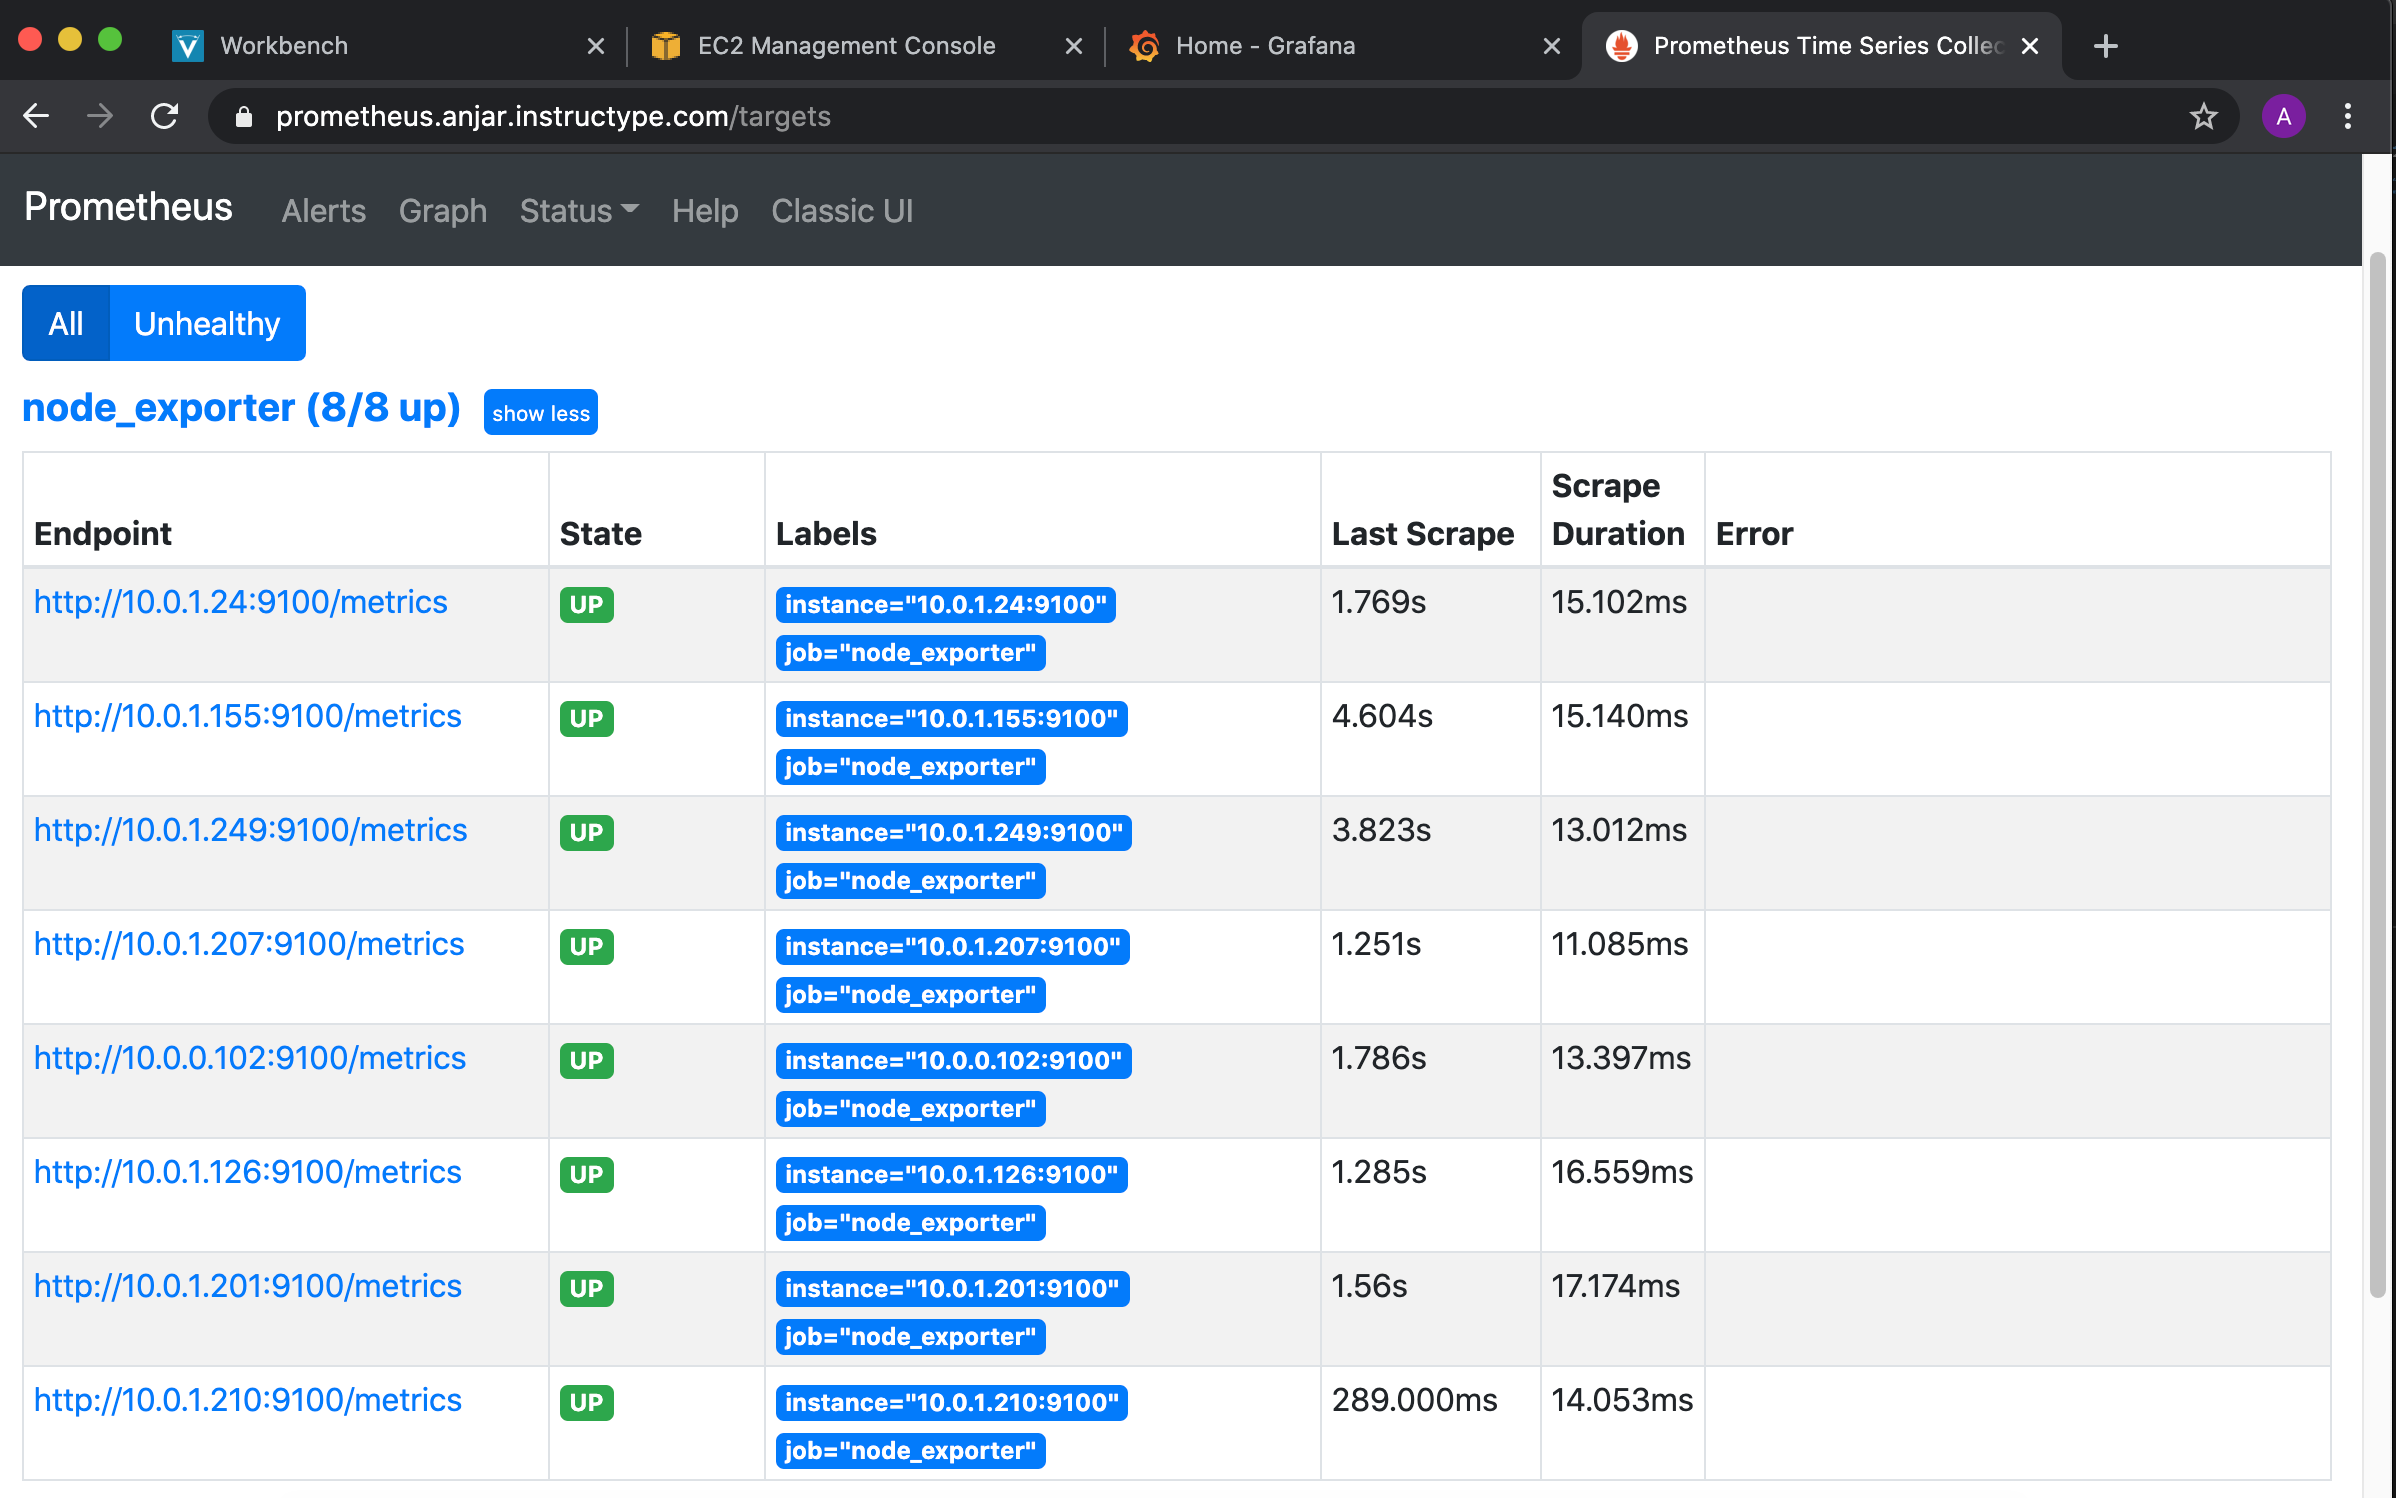 Workbench
EC2 Management Console
Home - Grafana
Prometheus Time Series Collec
prometheus.anjar.instructype.com/targets
A
Prometheus Alerts Graph Status Help Classic UI
All Unhealthy
node_exporter (8/8 up) show less
Endpoint State Labels Last Scrape Scrape Duration Error
http://10.0.1.24:9100/metrics UP instance="10.0.1.24:9100" 1.769s 15.102ms
job="node_exporter"
http://10.0.1.155:9100/metrics UP instance="10.0.1.155:9100" 4.604s 15.140ms
job="node_exporter"
http://10.0.1.249:9100/metrics UP instance="10.0.1.249:9100" 3.823s 13.012ms
job="node_exporter"
http://10.0.1.207:9100/metrics UP instance="10.0.1.207:9100" 1.251s 11.085ms
job="node_exporter"
http://10.0.0.102:9100/metrics UP instance="10.0.0.102:9100" 1.786s 13.397ms
job="node_exporter"
http://10.0.1.126:9100/metrics UP instance="10.0.1.126:9100" 1.285s 16.559ms
job="node_exporter"
http://10.0.1.201:9100/metrics UP instance="10.0.1.201:9100" 1.56s 17.174ms
job="node_exporter"
http://10.0.1.210:9100/metrics UP instance="10.0.1.210:9100" 289.000ms 14.053ms
job="node_exporter"